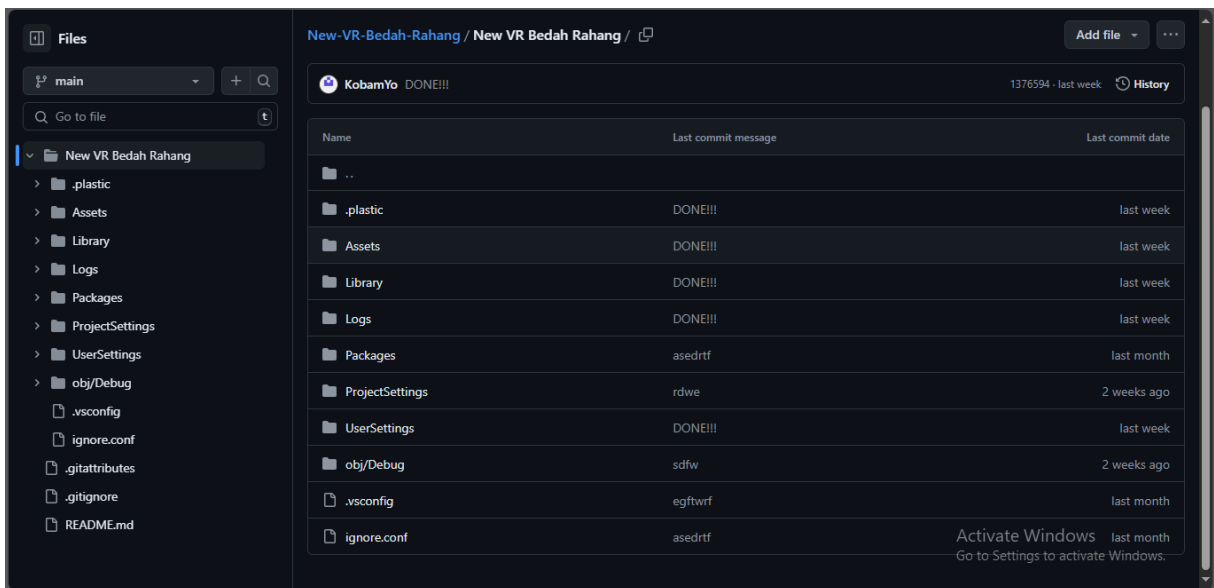 Files
main
Go to file
t
New VR Bedah Rahang
.plastic
Assets
Library
Logs
Packages
ProjectSettings
UserSettings
obj/Debug
.vsconfig
ignore.conf
.gitattributes
.gitignore
README.md
New-VR-Bedah-Rahang / New VR Bedah Rahang /
Add file
KobamYo DONE!!!
1376594 · last week History
Name Last commit message Last commit date
..
.plastic DONE!!! last week
Assets DONE!!! last week
Library DONE!!! last week
Logs DONE!!! last week
Packages asedrtf last month
ProjectSettings rdwe 2 weeks ago
UserSettings DONE!!! last week
obj/Debug sdfw 2 weeks ago
.vsconfig egftwrf last month
ignore.conf asedrtf last month
Activate Windows
Go to Settings to activate Windows.